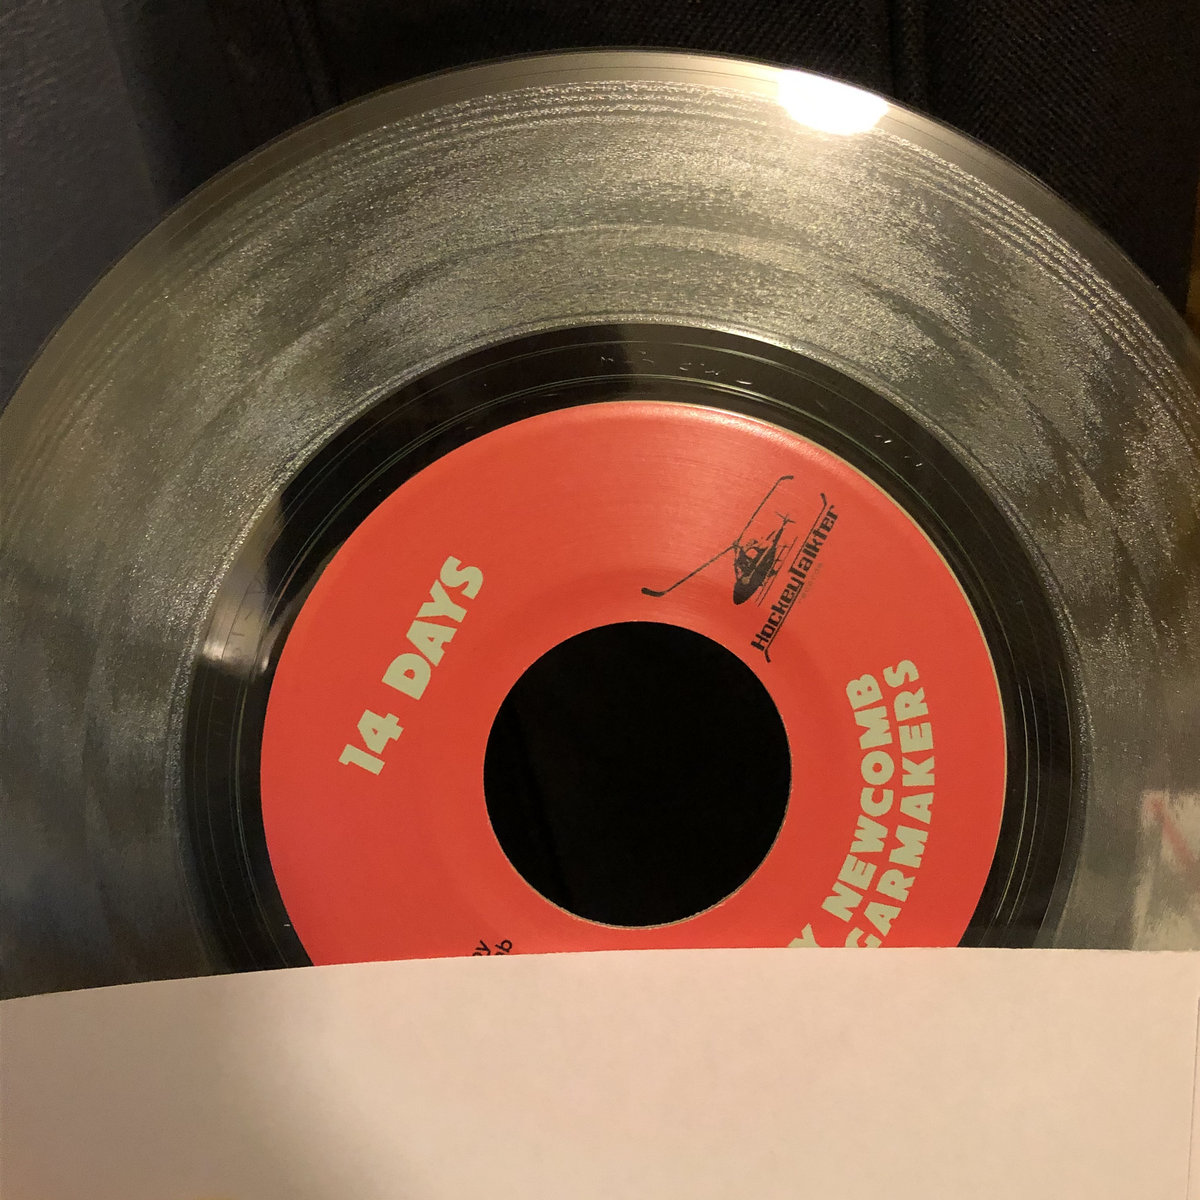 14 DAYS
HockeyTalkter
NEWCOMB
GARMAKERS